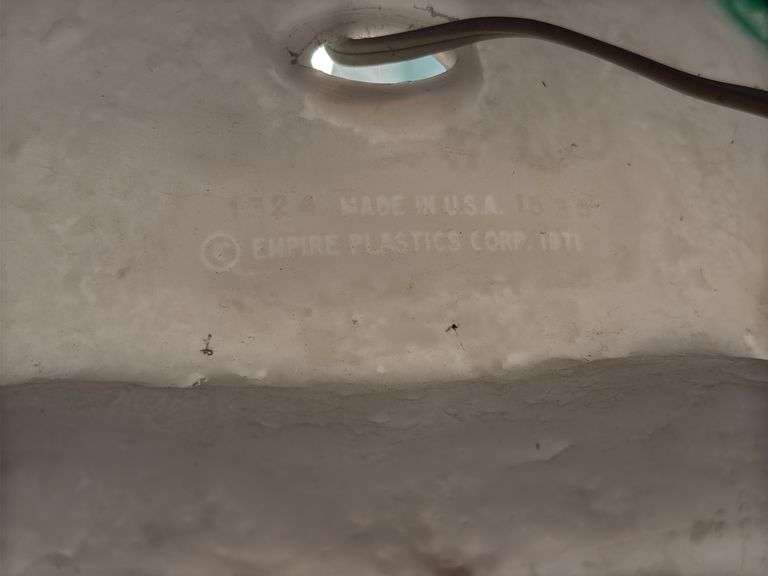 MADE IN U.S.A.
© EMPIRE PLASTICS CORP. 1971